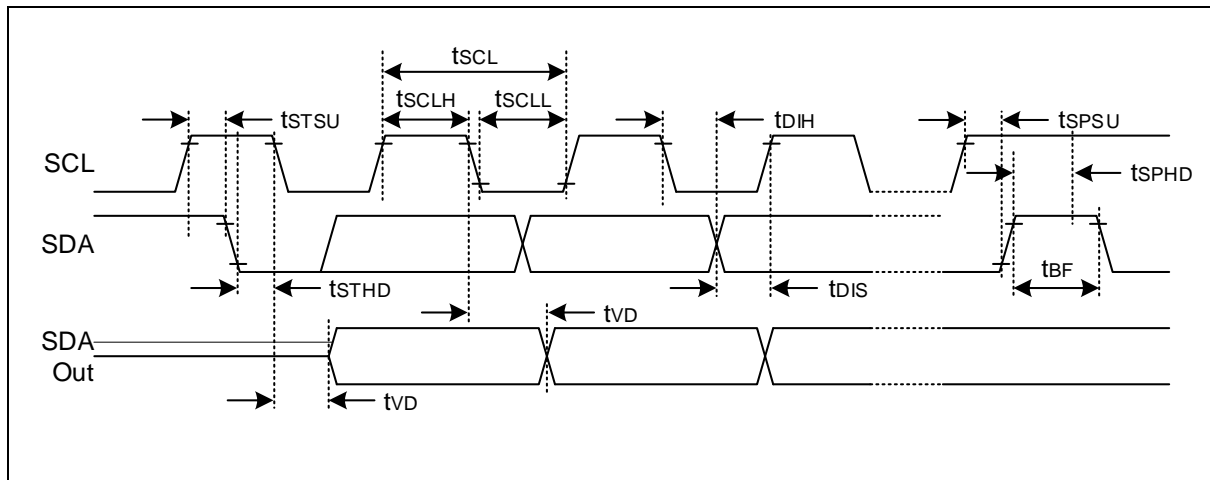 tSCL
tSCLH tSCLL
tSTSU tDIH tSPSU
SCL
tSPHD
SDA
tBF
tSTHD tDIS
tVD
SDA
Out
tVD